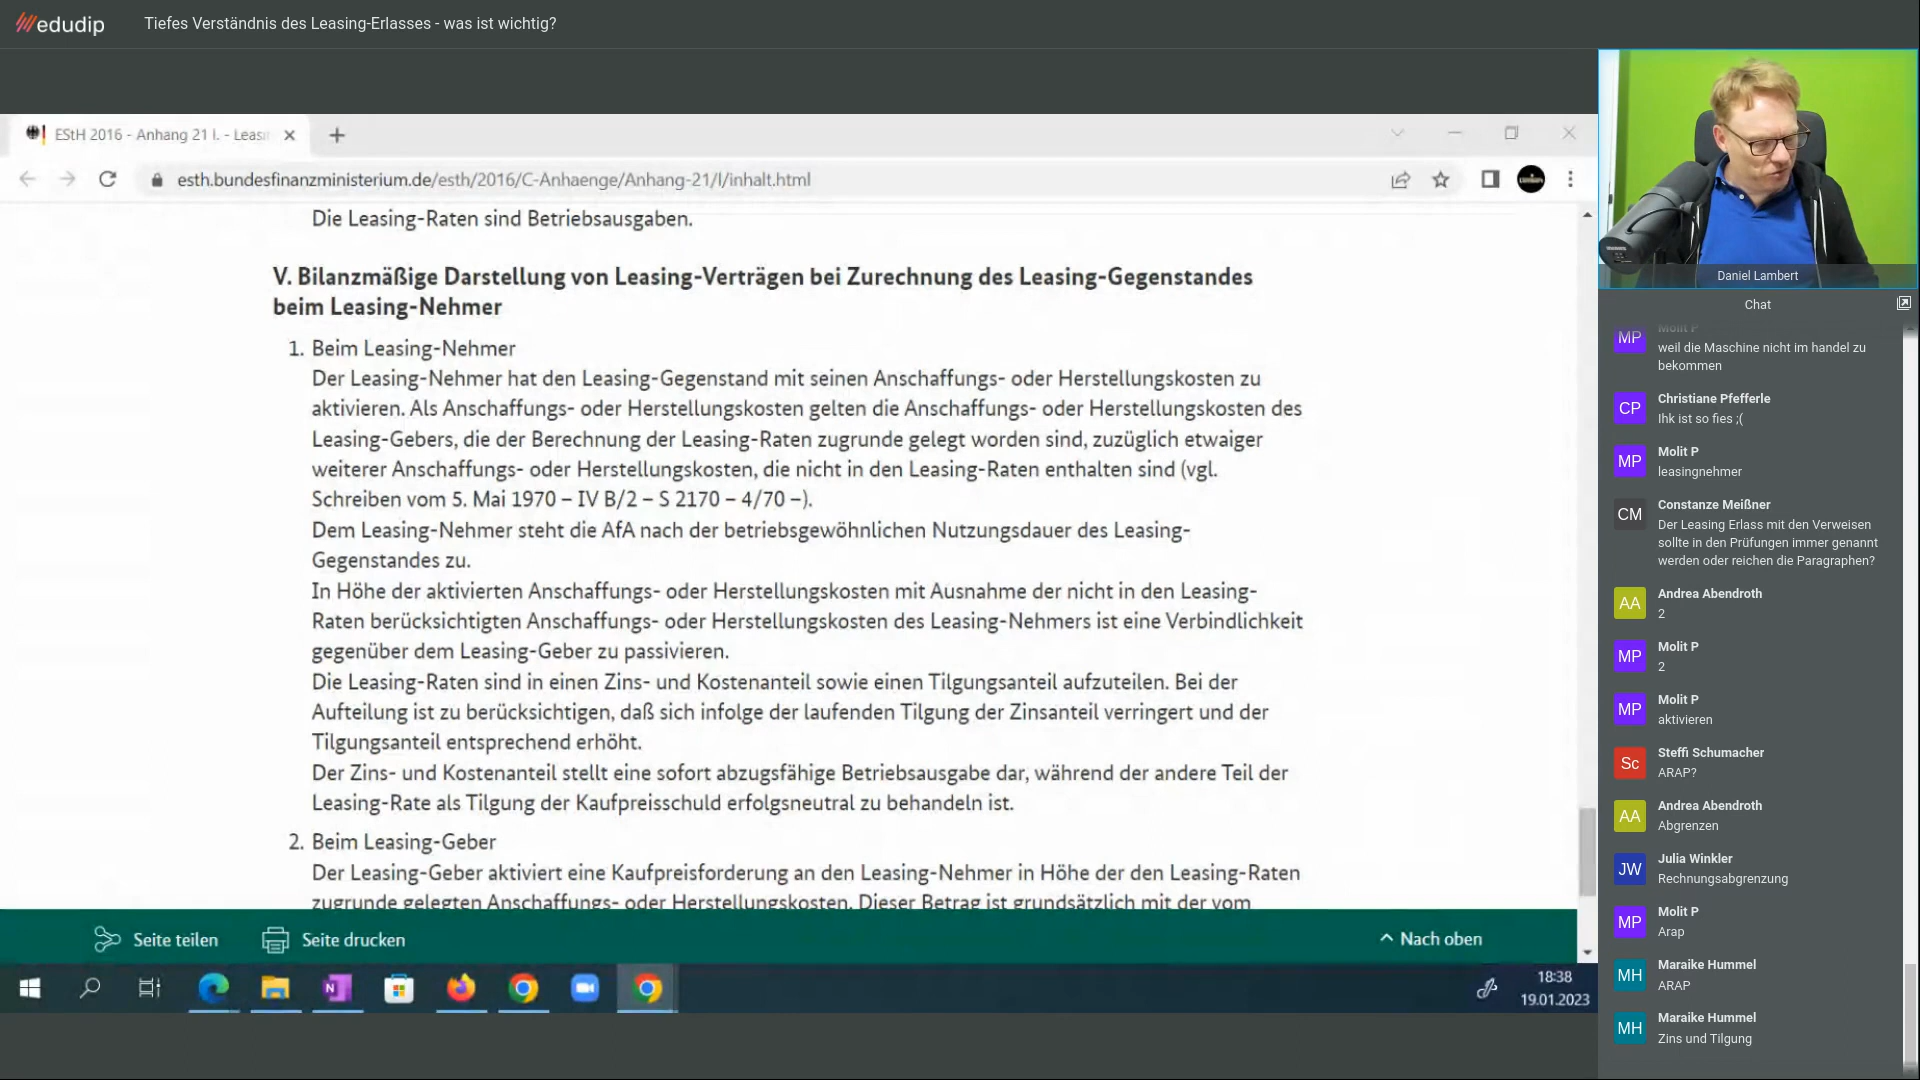 edudip
Tiefes Verständnis des Leasing-Erlasses - was ist wichtig?
EStH 2016 - Anhang 21 I. - Leasi
esth.bundesfinanzministerium.de/esth/2016/C-Anhaenge/Anhang-21/I/inhalt.html
Die Leasing-Raten sind Betriebsausgaben.
V. Bilanzmäßige Darstellung von Leasing-Verträgen bei Zurechnung des Leasing-Gegenstandes
beim Leasing-Nehmer
1. Beim Leasing-Nehmer
Der Leasing-Nehmer hat den Leasing-Gegenstand mit seinen Anschaffungs- oder Herstellungskosten zu
aktivieren. Als Anschaffungs- oder Herstellungskosten gelten die Anschaffungs- oder Herstellungskosten des
Leasing-Gebers, die der Berechnung der Leasing-Raten zugrunde gelegt worden sind, zuzüglich etwaiger
weiterer Anschaffungs- oder Herstellungskosten, die nicht in den Leasing-Raten enthalten sind (vgl.
Schreiben vom 5. Mai 1970 – IV B/2 – S 2170 – 4/70 –).
Dem Leasing-Nehmer steht die AfA nach der betriebsgewöhnlichen Nutzungsdauer des Leasing-
Gegenstandes zu.
In Höhe der aktivierten Anschaffungs- oder Herstellungskosten mit Ausnahme der nicht in den Leasing-
Raten berücksichtigten Anschaffungs- oder Herstellungskosten des Leasing-Nehmers ist eine Verbindlichkeit
gegenüber dem Leasing-Geber zu passivieren.
Die Leasing-Raten sind in einen Zins- und Kostenanteil sowie einen Tilgungsanteil aufzuteilen. Bei der
Aufteilung ist zu berücksichtigen, daß sich infolge der laufenden Tilgung der Zinsanteil verringert und der
Tilgungsanteil entsprechend erhöht.
Der Zins- und Kostenanteil stellt eine sofort abzugsfähige Betriebsausgabe dar, während der andere Teil der
Leasing-Rate als Tilgung der Kaufpreisschuld erfolgsneutral zu behandeln ist.
2. Beim Leasing-Geber
Der Leasing-Geber aktiviert eine Kaufpreisforderung an den Leasing-Nehmer in Höhe der den Leasing-Raten
zugrunde gelegten Anschaffungs- oder Herstellungskosten. Dieser Betrag ist grundsätzlich mit der vom
Seite teilen
Seite drucken
Nach oben
18:38
19.01.2023
Daniel Lambert
Chat
MP
Molit P
weil die Maschine nicht im handel zu
bekommen
CP
Christiane Pfefferle
Ihk ist so fies ;(
MP
Molit P
leasingnehmer
CM
Constanze Meißner
Der Leasing Erlass mit den Verweisen
sollte in den Prüfungen immer genannt
werden oder reichen die Paragraphen?
AA
Andrea Abendroth
2
MP
Molit P
2
MP
Molit P
aktivieren
Sc
Steffi Schumacher
ARAP?
AA
Andrea Abendroth
Abgrenzen
JW
Julia Winkler
Rechnungsabgrenzung
MP
Molit P
Arap
MH
Maraike Hummel
ARAP
MH
Maraike Hummel
Zins und Tilgung